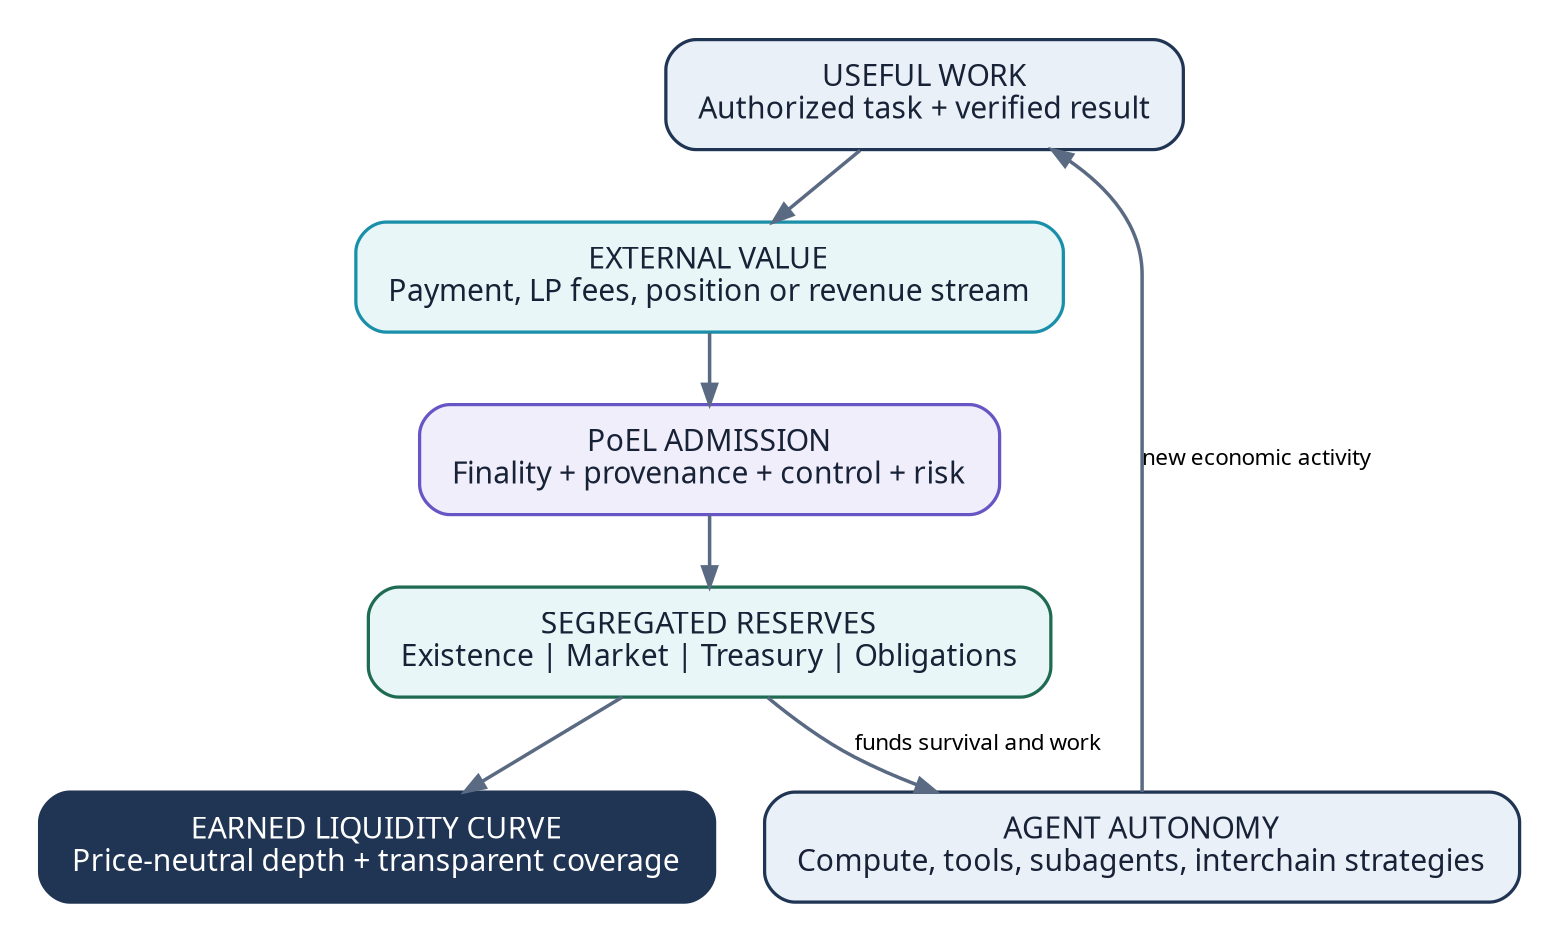 USEFUL WORK
Authorized task + verified result
EXTERNAL VALUE
Payment, LP fees, position or revenue stream
PoEL ADMISSION
Finality + provenance + control + risk
new economic activity
SEGREGATED RESERVES
Existence | Market | Treasury | Obligations
funds survival and work
EARNED LIQUIDITY CURVE
Price-neutral depth + transparent coverage
AGENT AUTONOMY
Compute, tools, subagents, interchain strategies